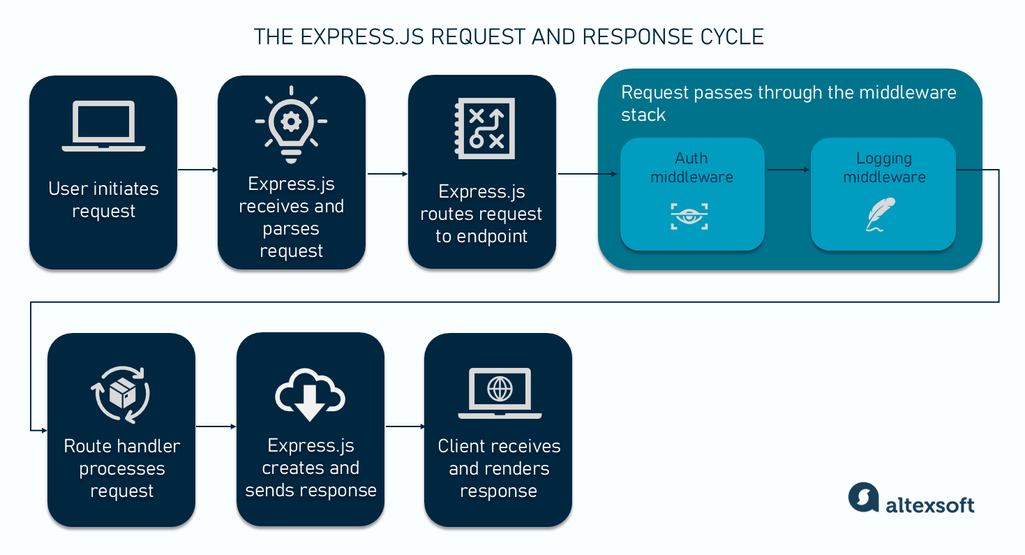 THE EXPRESS.JS REQUEST AND RESPONSE CYCLE
User initiates
request
Express.js
receives and
parses
request
Express.js
routes request
to endpoint
Request passes through the middleware
stack
Auth
middleware
Logging
middleware
Route handler
processes
request
Express.js
creates and
sends response
Client receives
and renders
response
altexsoft